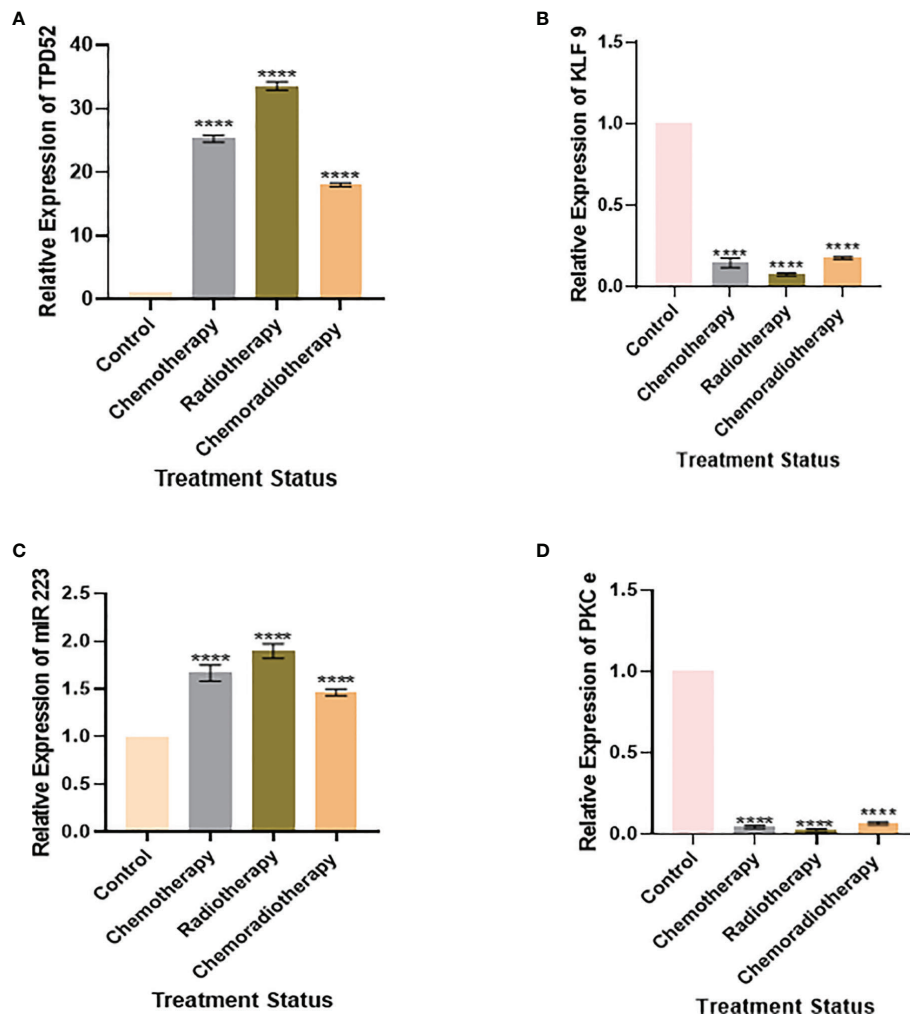 A
Relative Expression of TPD52
40
30
20
10
0
****
****
****
Control
Chemotherapy
Radiotherapy
Chemoradiotherapy
Treatment Status
B
Relative Expression of KLF 9
1.5
1.0
0.5
0.0
****
****
****
Control
Chemotherapy
Radiotherapy
Chemoradiotherapy
Treatment Status
C
Relative Expression of miR 223
2.5
2.0
1.5
1.0
0.5
0.0
****
****
****
Control
Chemotherapy
Radiotherapy
Chemoradiotherapy
Treatment Status
D
Relative Expression of PKC e
1.5
1.0
0.5
0.0
****
****
****
Control
Chemotherapy
Radiotherapy
Chemoradiotherapy
Treatment Status